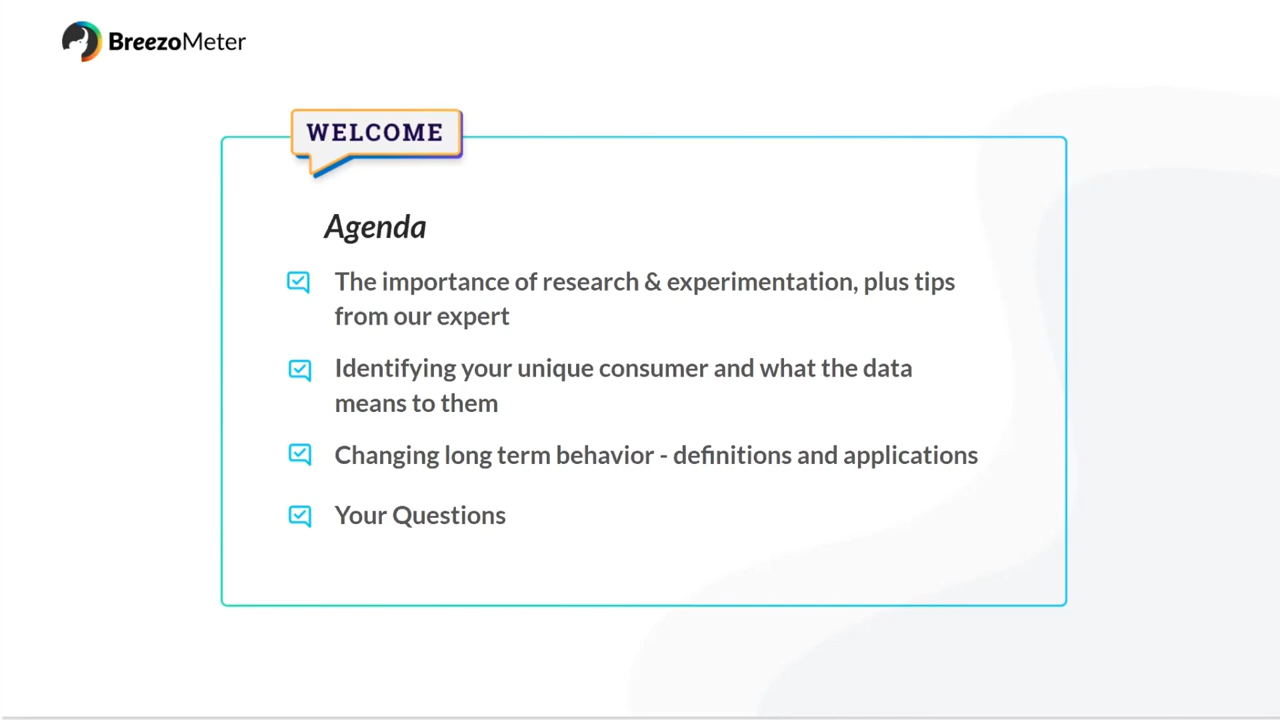 BreezoMeter
WELCOME
Agenda
The importance of research & experimentation, plus tips
from our expert
Identifying your unique consumer and what the data
means to them
Changing long term behavior - definitions and applications
Your Questions